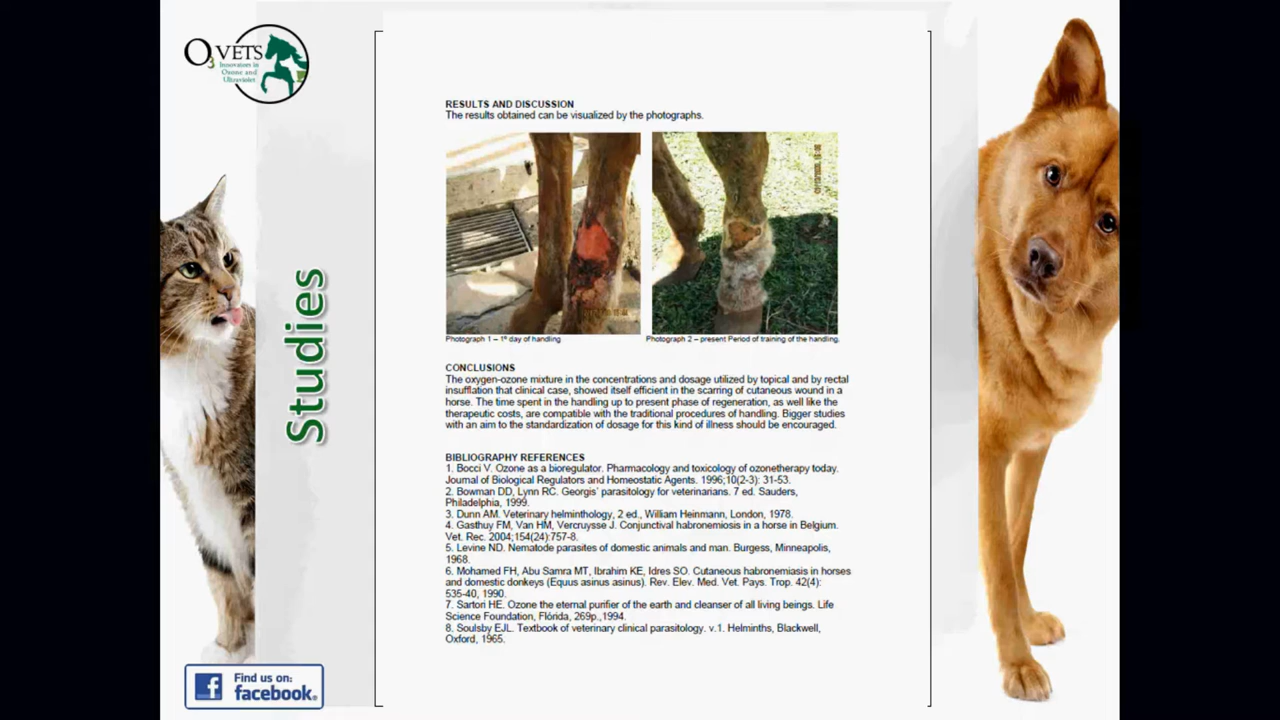 O3VETS
Innovators in
Ozone and
Ultraviolet
Studies
RESULTS AND DISCUSSION
The results obtained can be visualized by the photographs.
Photograph 1 – 1º day of handling
Photograph 2 – present Period of training of the handling.
CONCLUSIONS
The oxygen-ozone mixture in the concentrations and dosage utilized by topical and by rectal
insufflation that clinical case, showed itself efficient in the scarring of cutaneous wound in a
horse. The time spent in the handling up to present phase of regeneration, as well like the
therapeutic costs, are compatible with the traditional procedures of handling. Bigger studies
with an aim to the standardization of dosage for this kind of illness should be encouraged.
BIBLIOGRAPHY REFERENCES
1. Bocci V. Ozone as a bioregulator. Pharmacology and toxicology of ozonetherapy today.
Journal of Biological Regulators and Homeostatic Agents. 1996;10(2-3): 31-53.
2. Bowman DD, Lynn RC. Georgis' parasitology for veterinarians. 7 ed. Sauders,
Philadelphia, 1999.
3. Dunn AM. Veterinary helminthology, 2 ed., William Heinmann, London, 1978.
4. Gasthuy FM, Van HM, Vercruysse J. Conjunctival habronemiosis in a horse in Belgium.
Vet. Rec. 2004;154(24):757-8.
5. Levine ND. Nematode parasites of domestic animals and man. Burgess, Minneapolis,
1968.
6. Mohamed FH, Abu Samra MT, Ibrahim KE, Idres SO. Cutaneous habronemiasis in horses
and domestic donkeys (Equus asinus asinus). Rev. Elev. Med. Vet. Pays. Trop. 42(4):
535-40, 1990.
7. Sartori HE. Ozone the eternal purifier of the earth and cleanser of all living beings. Life
Science Foundation, Flórida, 269p.,1994.
8. Soulsby EJL. Textbook of veterinary clinical parasitology. v.1. Helminths, Blackwell,
Oxford, 1965.
Find us on:
facebook®